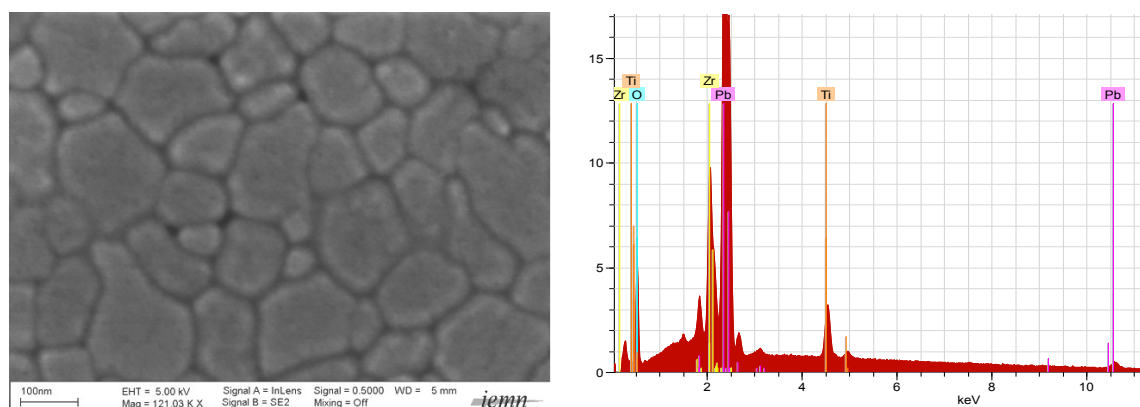 100nm
EHT = 5.00 kV
Signal A = InLens
Signal = 0.5000
WD = 5 mm
Mag = 121.03 K X
Signal B = SE2
Mixing = Off
iemn
15
10
5
0
Ti
Zr
O
Zr
Pb
Ti
Pb
2
4
6
8
10
keV